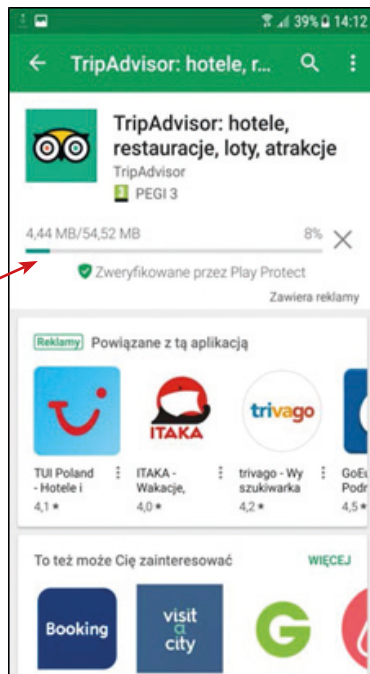 39% 14:12
TripAdvisor: hotele, r...
TripAdvisor: hotele,
restauracje, loty, atrakcje
TripAdvisor
3 PEGI 3
4,44 MB/54,52 MB 8%
Zweryfikowane przez Play Protect
Zawiera reklamy
Reklamy Powiązane z tą aplikacją
ITAKA
trivago
TUI Poland
- Hotele i
4,1 ★
ITAKA -
Wakacje,
4,0 ★
trivago - Wy
szukiwarka
4,2 ★
GoEu
Podr
4,5 ★
To też może Cię zainteresować WIĘCEJ
Booking
visit
a
city
G